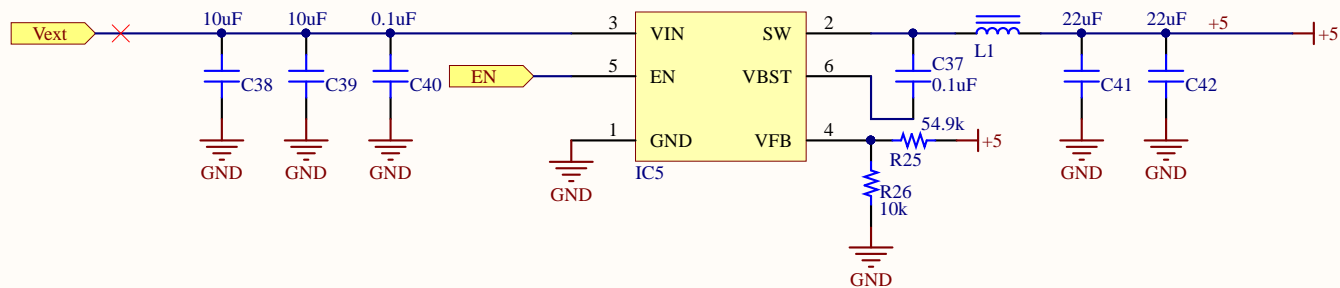 10uF 10uF 0.1uF 22uF 22uF +5
Vext 3 VIN SW 2 +5
L1
C38 C39 C40 EN 5 EN VBST 6 C37 C41 C42
0.1uF
1 GND VFB 4 54.9k +5
R25
GND GND GND GND IC5 GND GND
R26
10k
GND